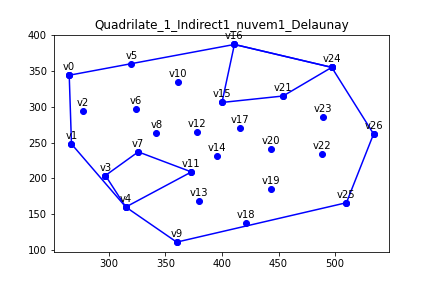 Quadrilate_1_Indirect1_nuvem1_Delaunay
400
350
300
250
200
150
100
300
350
400
450
500
v16
v5
v24
v0
v10
v21
v15
v2
v6
v23
v17
v12
v8
v26
v1
v7
v14
v20
v22
v11
v3
v19
v13
v4
v25
v18
v9